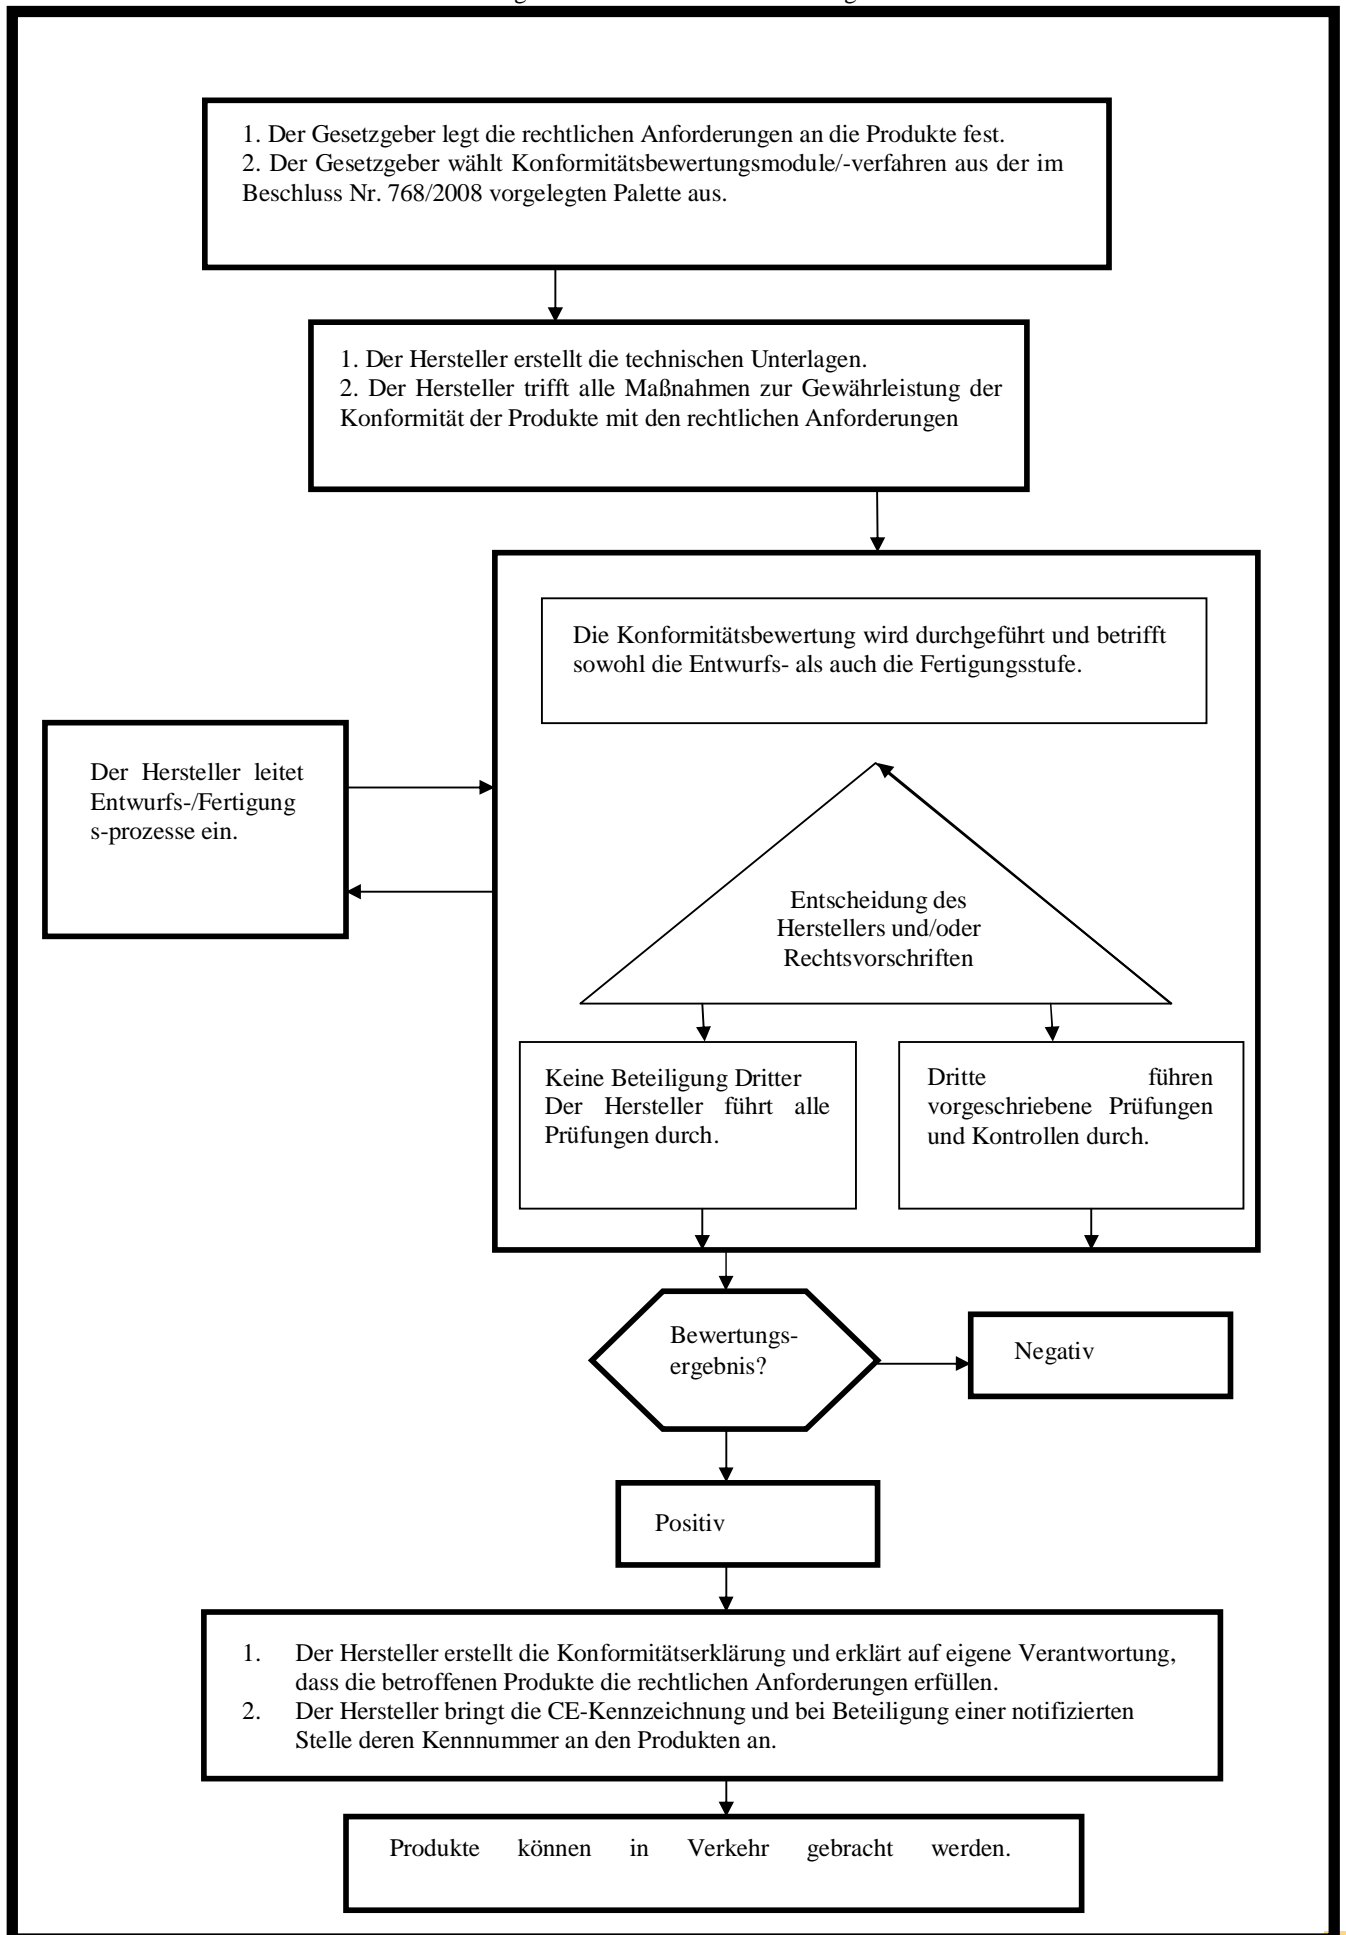 1. Der Gesetzgeber legt die rechtlichen Anforderungen an die Produkte fest.
2. Der Gesetzgeber wählt Konformitätsbewertungsmodule/-verfahren aus der im
Beschluss Nr. 768/2008 vorgelegten Palette aus.
1. Der Hersteller erstellt die technischen Unterlagen.
2. Der Hersteller trifft alle Maßnahmen zur Gewährleistung der
Konformität der Produkte mit den rechtlichen Anforderungen
Die Konformitätsbewertung wird durchgeführt und betrifft
sowohl die Entwurfs- als auch die Fertigungsstufe.
Der Hersteller leitet
Entwurfs-/Fertigung
s-prozesse ein.
Entscheidung des
Herstellers und/oder
Rechtsvorschriften
Keine Beteiligung Dritter
Der Hersteller führt alle
Prüfungen durch.
Dritte führen
vorgeschriebene Prüfungen
und Kontrollen durch.
Bewertungs-
ergebnis?
Negativ
Positiv
1. Der Hersteller erstellt die Konformitätserklärung und erklärt auf eigene Verantwortung,
dass die betroffenen Produkte die rechtlichen Anforderungen erfüllen.
2. Der Hersteller bringt die CE-Kennzeichnung und bei Beteiligung einer notifizierten
Stelle deren Kennnummer an den Produkten an.
Produkte können in Verkehr gebracht werden.